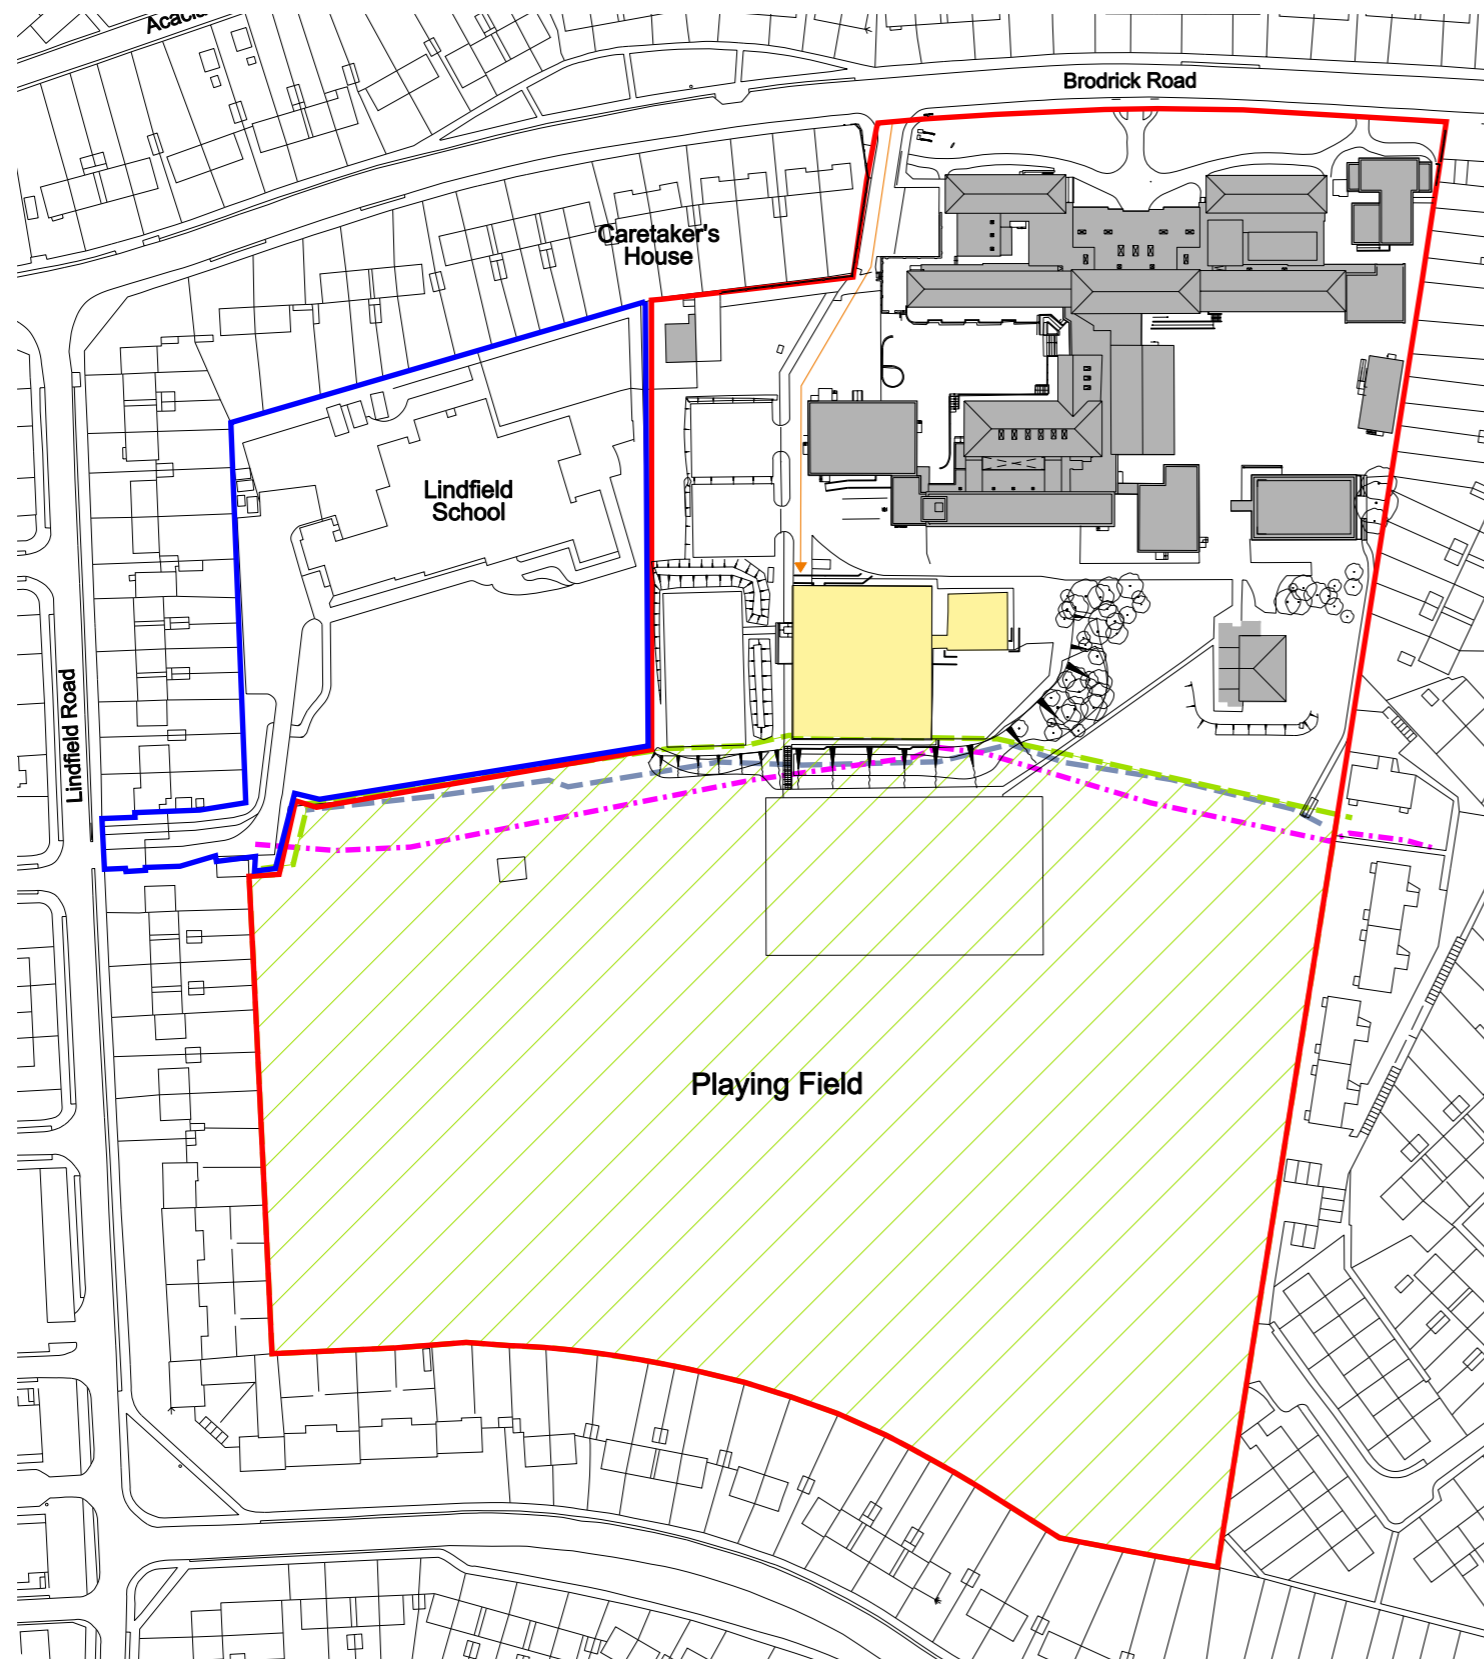 Brodrick Road
Caretaker's
House
Lindfield
School
Lindfield Road
Playing Field